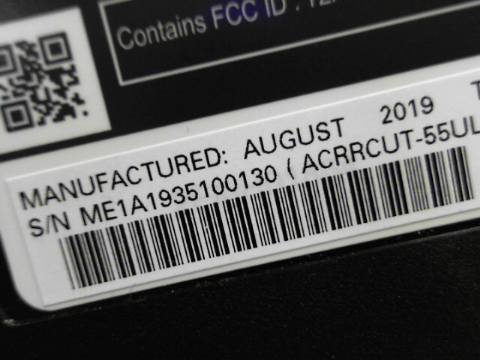 Contains FCC ID :
MANUFACTURED: AUGUST 2019
S/N ME1A1935100130 ( ACRRCUT-55UL